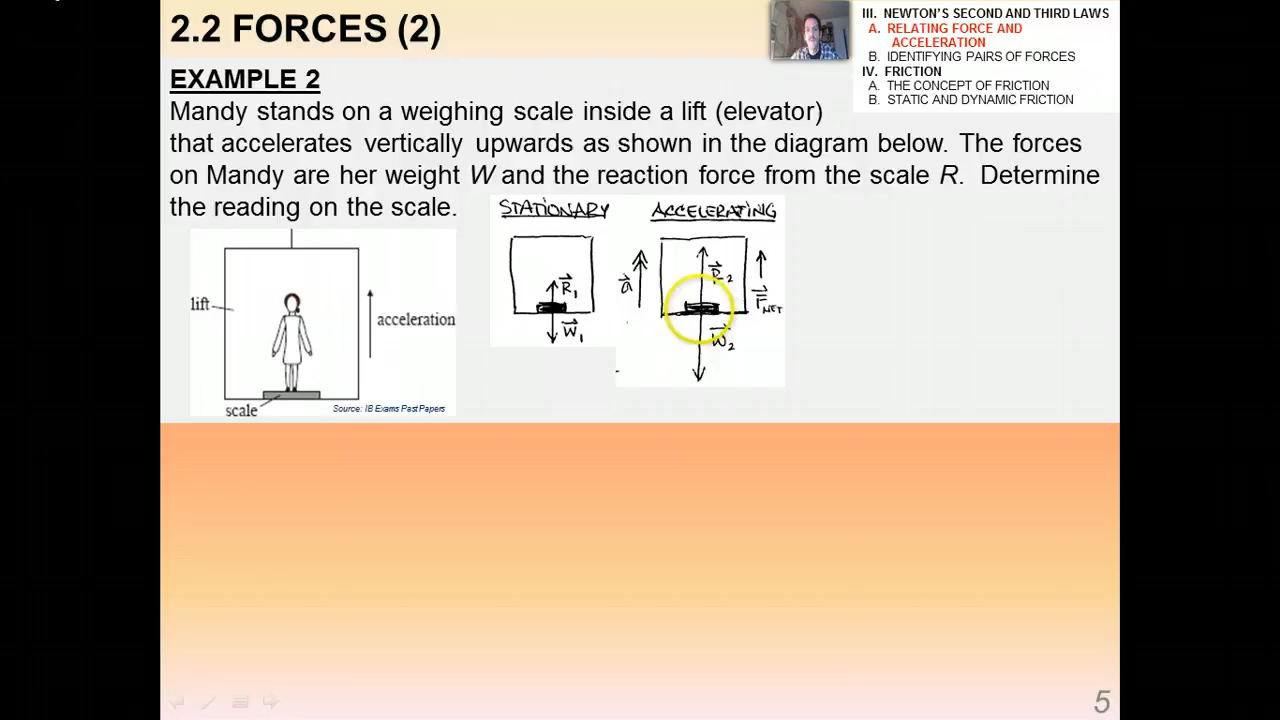 2.2 FORCES (2)
III. NEWTON'S SECOND AND THIRD LAWS
A. RELATING FORCE AND
ACCELERATION
B. IDENTIFYING PAIRS OF FORCES
IV. FRICTION
A. THE CONCEPT OF FRICTION
B. STATIC AND DYNAMIC FRICTION
EXAMPLE 2
Mandy stands on a weighing scale inside a lift (elevator)
that accelerates vertically upwards as shown in the diagram below. The forces
on Mandy are her weight W and the reaction force from the scale R. Determine
the reading on the scale.
lift
acceleration
scale
Source: IB Exams Past Papers
STATIONARY
R₁
W₁
ACCELERATING
a
R₂
F NET
W₂
5